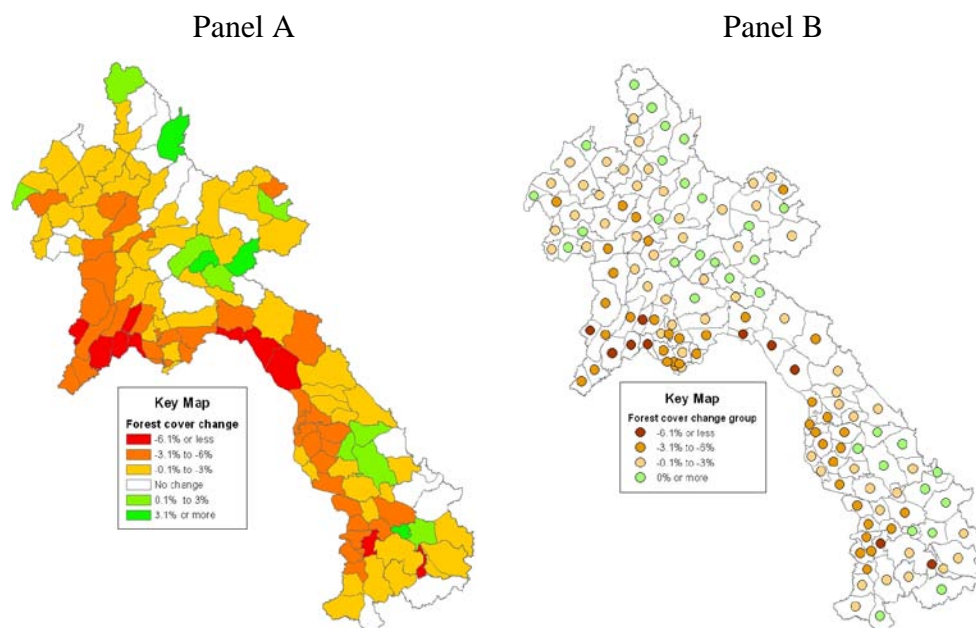 Panel A
Panel B
Key Map
Forest cover change
-6.1% or less
-3.1% to -6%
-0.1% to -3%
No change
0.1% to 3%
3.1% or more
Key Map
Forest cover change group
-6.1% or less
-3.1% to -6%
-0.1% to -3%
0% or more